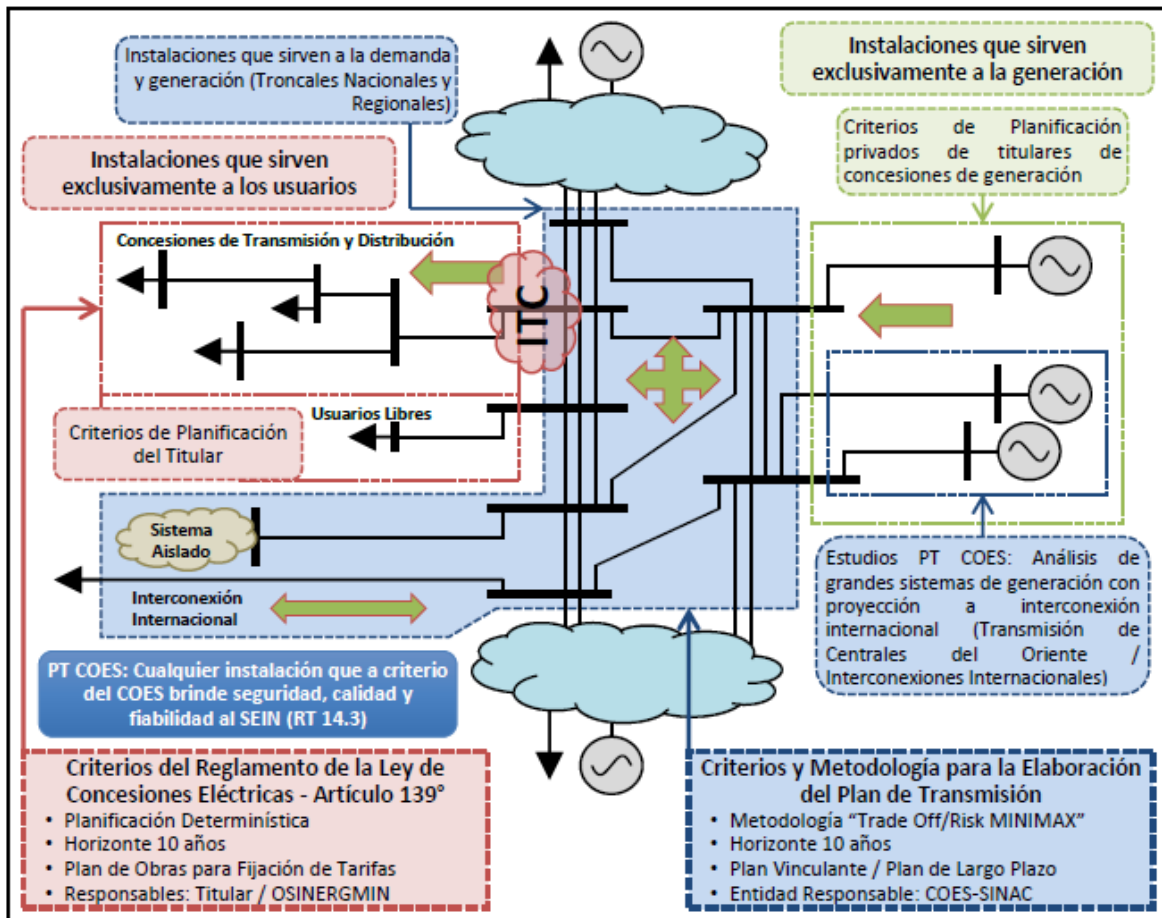 Instalaciones que sirven a la demanda
y generación (Troncales Nacionales y
Regionales)
Instalaciones que sirven
exclusivamente a la generación
Criterios de Planificación
privados de titulares de
concesiones de generación
Instalaciones que sirven
exclusivamente a los usuarios
Concesiones de Transmisión y Distribución
ITC
Usuarios Libres
Criterios de Planificación
del Titular
Sistema
Aislado
Interconexión
Internacional
Estudios PT COES: Análisis de
grandes sistemas de generación con
proyección a interconexión
internacional (Transmisión de
Centrales del Oriente /
Interconexiones Internacionales)
PT COES: Cualquier instalación que a criterio
del COES brinde seguridad, calidad y
fiabilidad al SEIN (RT 14.3)
Criterios del Reglamento de la Ley de
Concesiones Eléctricas - Artículo 139°
• Planificación Determinística
• Horizonte 10 años
• Plan de Obras para Fijación de Tarifas
• Responsables: Titular / OSINERGMIN
Criterios y Metodología para la Elaboración
del Plan de Transmisión
• Metodología “Trade Off/Risk MINIMAX”
• Horizonte 10 años
• Plan Vinculante / Plan de Largo Plazo
• Entidad Responsable: COES-SINAC